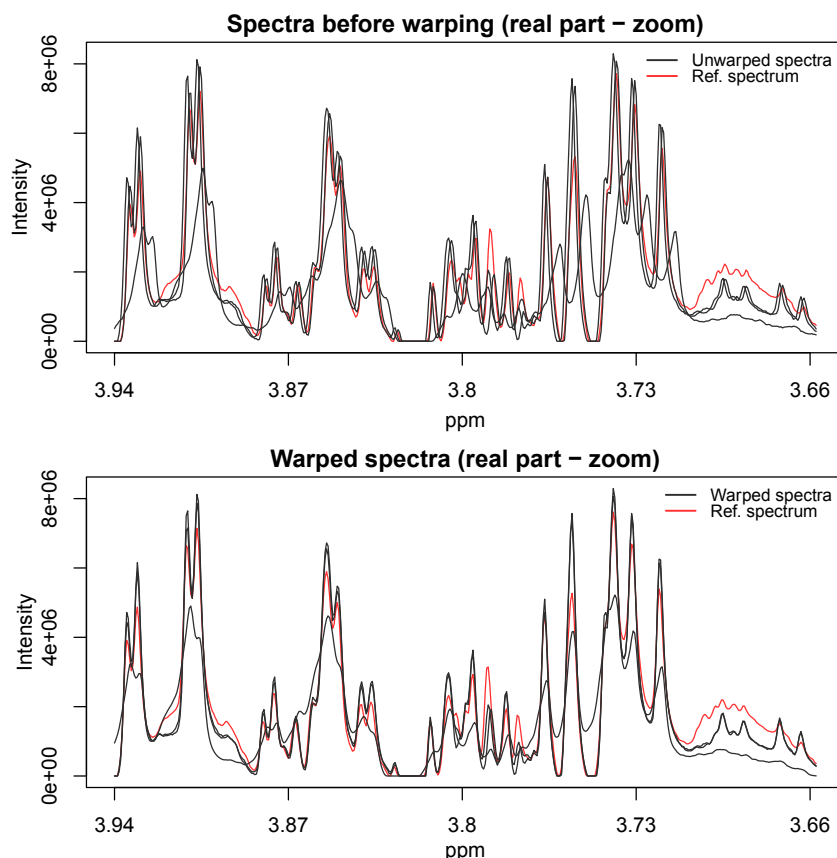 Spectra before warping (real part − zoom)
Unwarped spectra
Ref. spectrum
Intensity
0e+00 4e+06 8e+06
3.94 3.87 3.8 3.73 3.66
ppm
Warped spectra (real part − zoom)
Warped spectra
Ref. spectrum
Intensity
0e+00 4e+06 8e+06
3.94 3.87 3.8 3.73 3.66
ppm